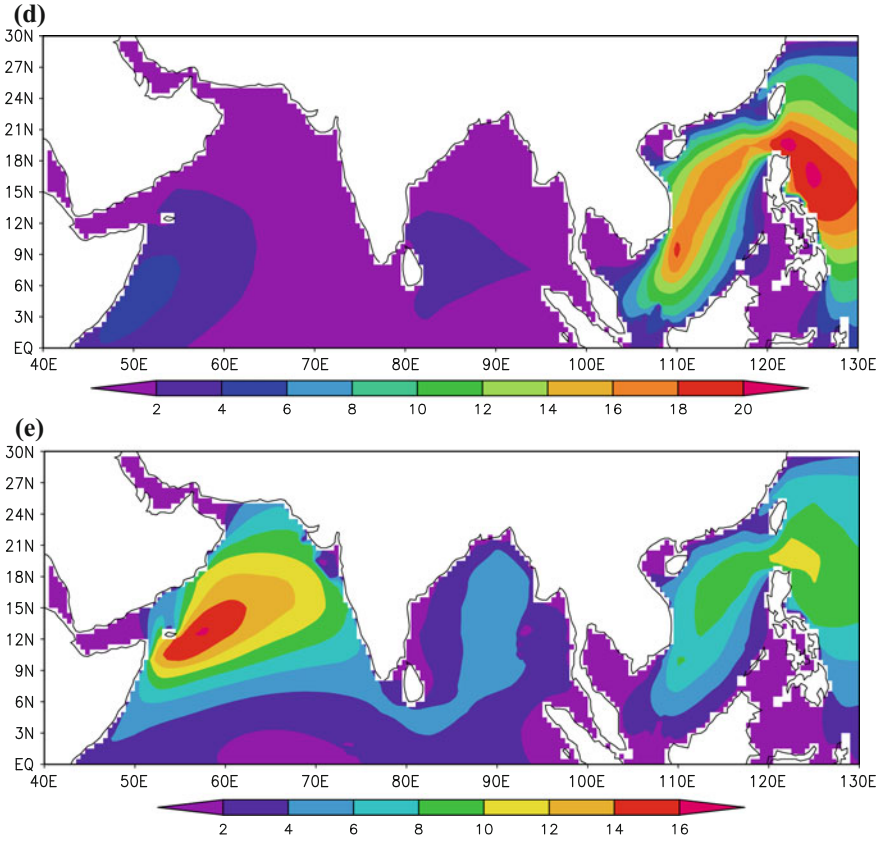 (d)
30N
27N
24N
21N
18N
15N
12N
9N
6N
3N
EQ
40E 50E 60E 70E 80E 90E 100E 110E 120E 130E
2 4 6 8 10 12 14 16 18 20
(e)
30N
27N
24N
21N
18N
15N
12N
9N
6N
3N
EQ
40E 50E 60E 70E 80E 90E 100E 110E 120E 130E
2 4 6 8 10 12 14 16